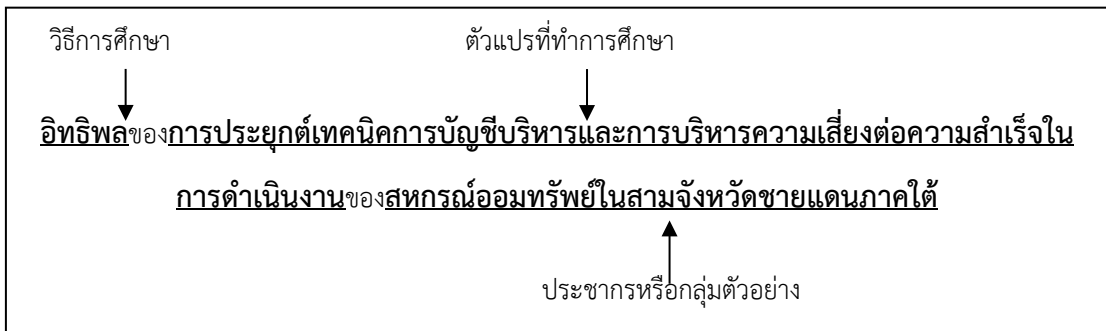 วิธีการศึกษา ตัวแปรที่ทำการศึกษา
อิทธิพลของการประยุกต์เทคนิคการบัญชีบริหารและการบริหารความเสี่ยงต่อความสำเร็จใน
การดำเนินงานของสหกรณ์ออมทรัพย์ในสามจังหวัดชายแดนภาคใต้
ประชากรหรือกลุ่มตัวอย่าง